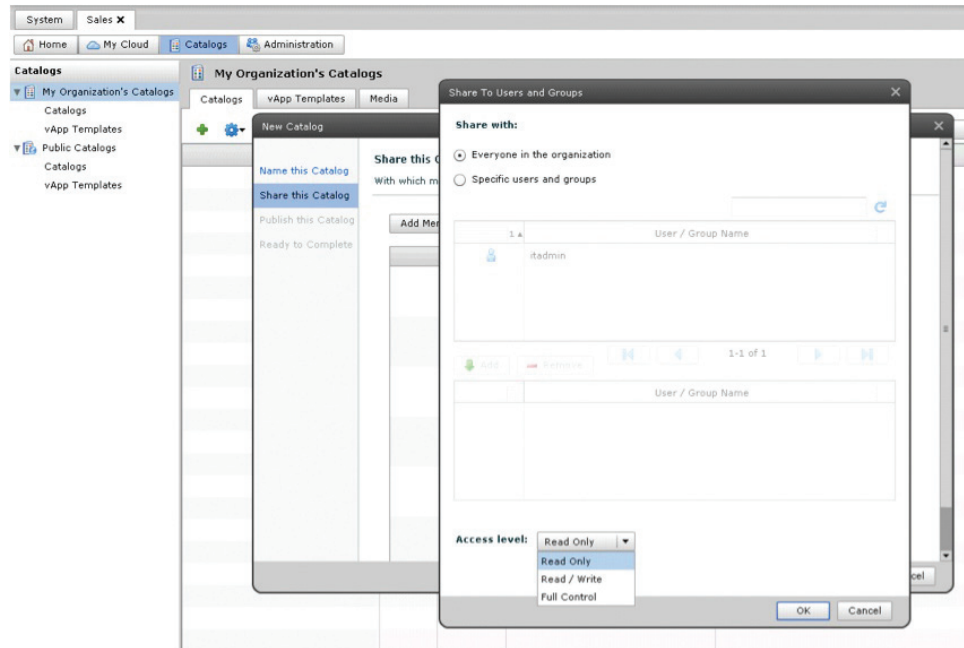 System Sales X
Home My Cloud Catalogs Administration
Catalogs
My Organization's Catalogs
Catalogs
vApp Templates
Public Catalogs
Catalogs
vApp Templates
My Organization's Catalogs
Catalogs vApp Templates Media
New Catalog
Name this Catalog
Share this Catalog
Publish this Catalog
Ready to Complete
Share this
With which
Add
Share To Users and Groups
Share with:
Everyone in the organization
Specific users and groups
1 User / Group Name
itadmin
Add Remove 1-1 of 1
User / Group Name
Access level: Read Only
Read Only
Read / Write
Full Control
OK Cancel